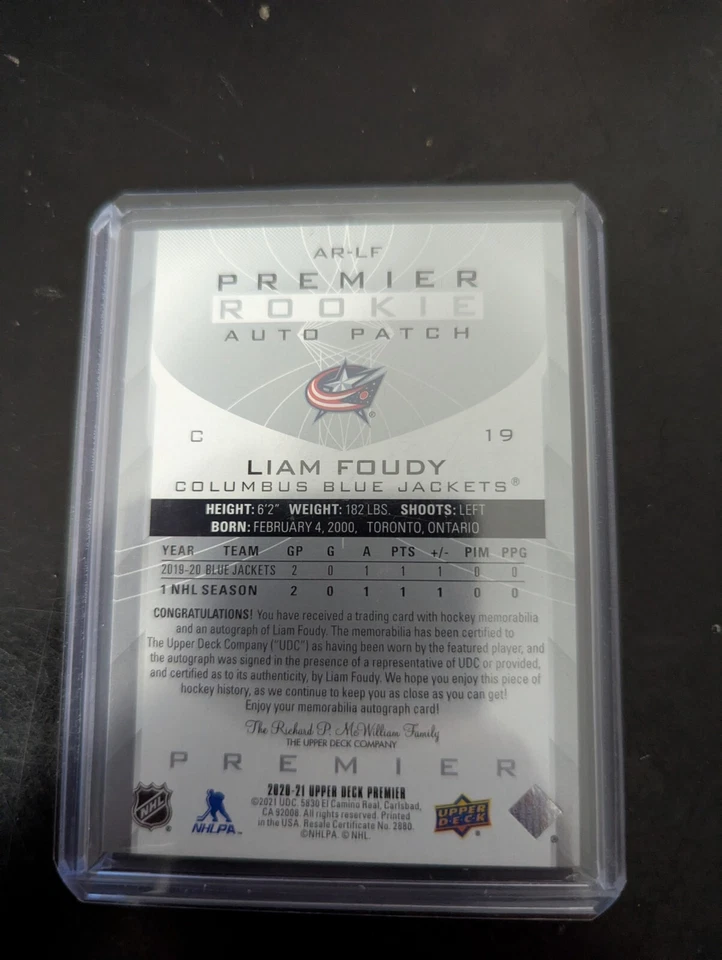 AR-LF
PREMIER
ROOKIE
AUTO PATCH
C 19
LIAM FOUDY
COLUMBUS BLUE JACKETS®
HEIGHT: 6'2" WEIGHT: 182 LBS. SHOOTS: LEFT
BORN: FEBRUARY 4, 2000, TORONTO, ONTARIO
YEAR TEAM GP G A PTS +/- PIM PPG
2019-20 BLUE JACKETS 2 0 1 1 1 0 0
1 NHL SEASON 2 0 1 1 1 0 0
CONGRATULATIONS! You have received a trading card with hockey memorabilia
and an autograph of Liam Foudy. The memorabilia has been certified to
The Upper Deck Company ("UDC") as having been worn by the featured player, and
the autograph was signed in the presence of a representative of UDC or provided,
and certified as to its authenticity, by Liam Foudy. We hope you enjoy this piece of
hockey history, as we continue to keep you as close as you can get!
Enjoy your memorabilia autograph card!
The Richard P. McWilliam Family
THE UPPER DECK COMPANY
PREMIER
2020-21 UPPER DECK PREMIER
©2021 UDC. 5830 El Camino Real, Carlsbad,
CA 92008. All rights reserved. Printed
in the USA. Resale Certificate No. 2880.
©NHLPA. © NHL.
NHL
NHLPA
UPPER
DECK